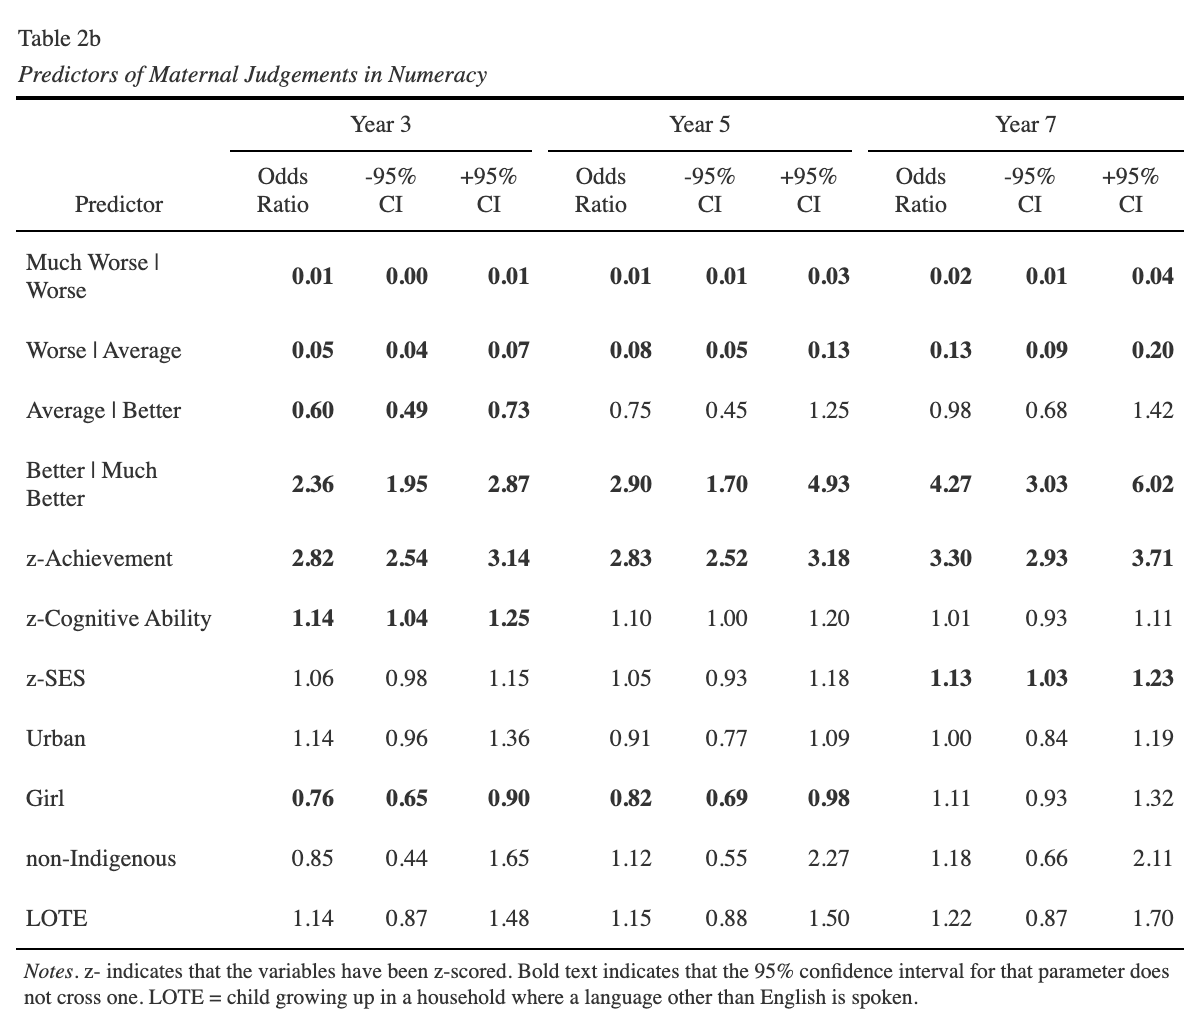 Table 2b
Predictors of Maternal Judgements in Numeracy
Year 3 Year 5 Year 7
Predictor Odds Ratio -95% CI +95% CI Odds Ratio -95% CI +95% CI Odds Ratio -95% CI +95% CI
Much Worse | Worse 0.01 0.00 0.01 0.01 0.01 0.03 0.02 0.01 0.04
Worse | Average 0.05 0.04 0.07 0.08 0.05 0.13 0.13 0.09 0.20
Average | Better 0.60 0.49 0.73 0.75 0.45 1.25 0.98 0.68 1.42
Better | Much Better 2.36 1.95 2.87 2.90 1.70 4.93 4.27 3.03 6.02
z-Achievement 2.82 2.54 3.14 2.83 2.52 3.18 3.30 2.93 3.71
z-Cognitive Ability 1.14 1.04 1.25 1.10 1.00 1.20 1.01 0.93 1.11
z-SES 1.06 0.98 1.15 1.05 0.93 1.18 1.13 1.03 1.23
Urban 1.14 0.96 1.36 0.91 0.77 1.09 1.00 0.84 1.19
Girl 0.76 0.65 0.90 0.82 0.69 0.98 1.11 0.93 1.32
non-Indigenous 0.85 0.44 1.65 1.12 0.55 2.27 1.18 0.66 2.11
LOTE 1.14 0.87 1.48 1.15 0.88 1.50 1.22 0.87 1.70
Notes. z- indicates that the variables have been z-scored. Bold text indicates that the 95% confidence interval for that parameter does
not cross one. LOTE = child growing up in a household where a language other than English is spoken.